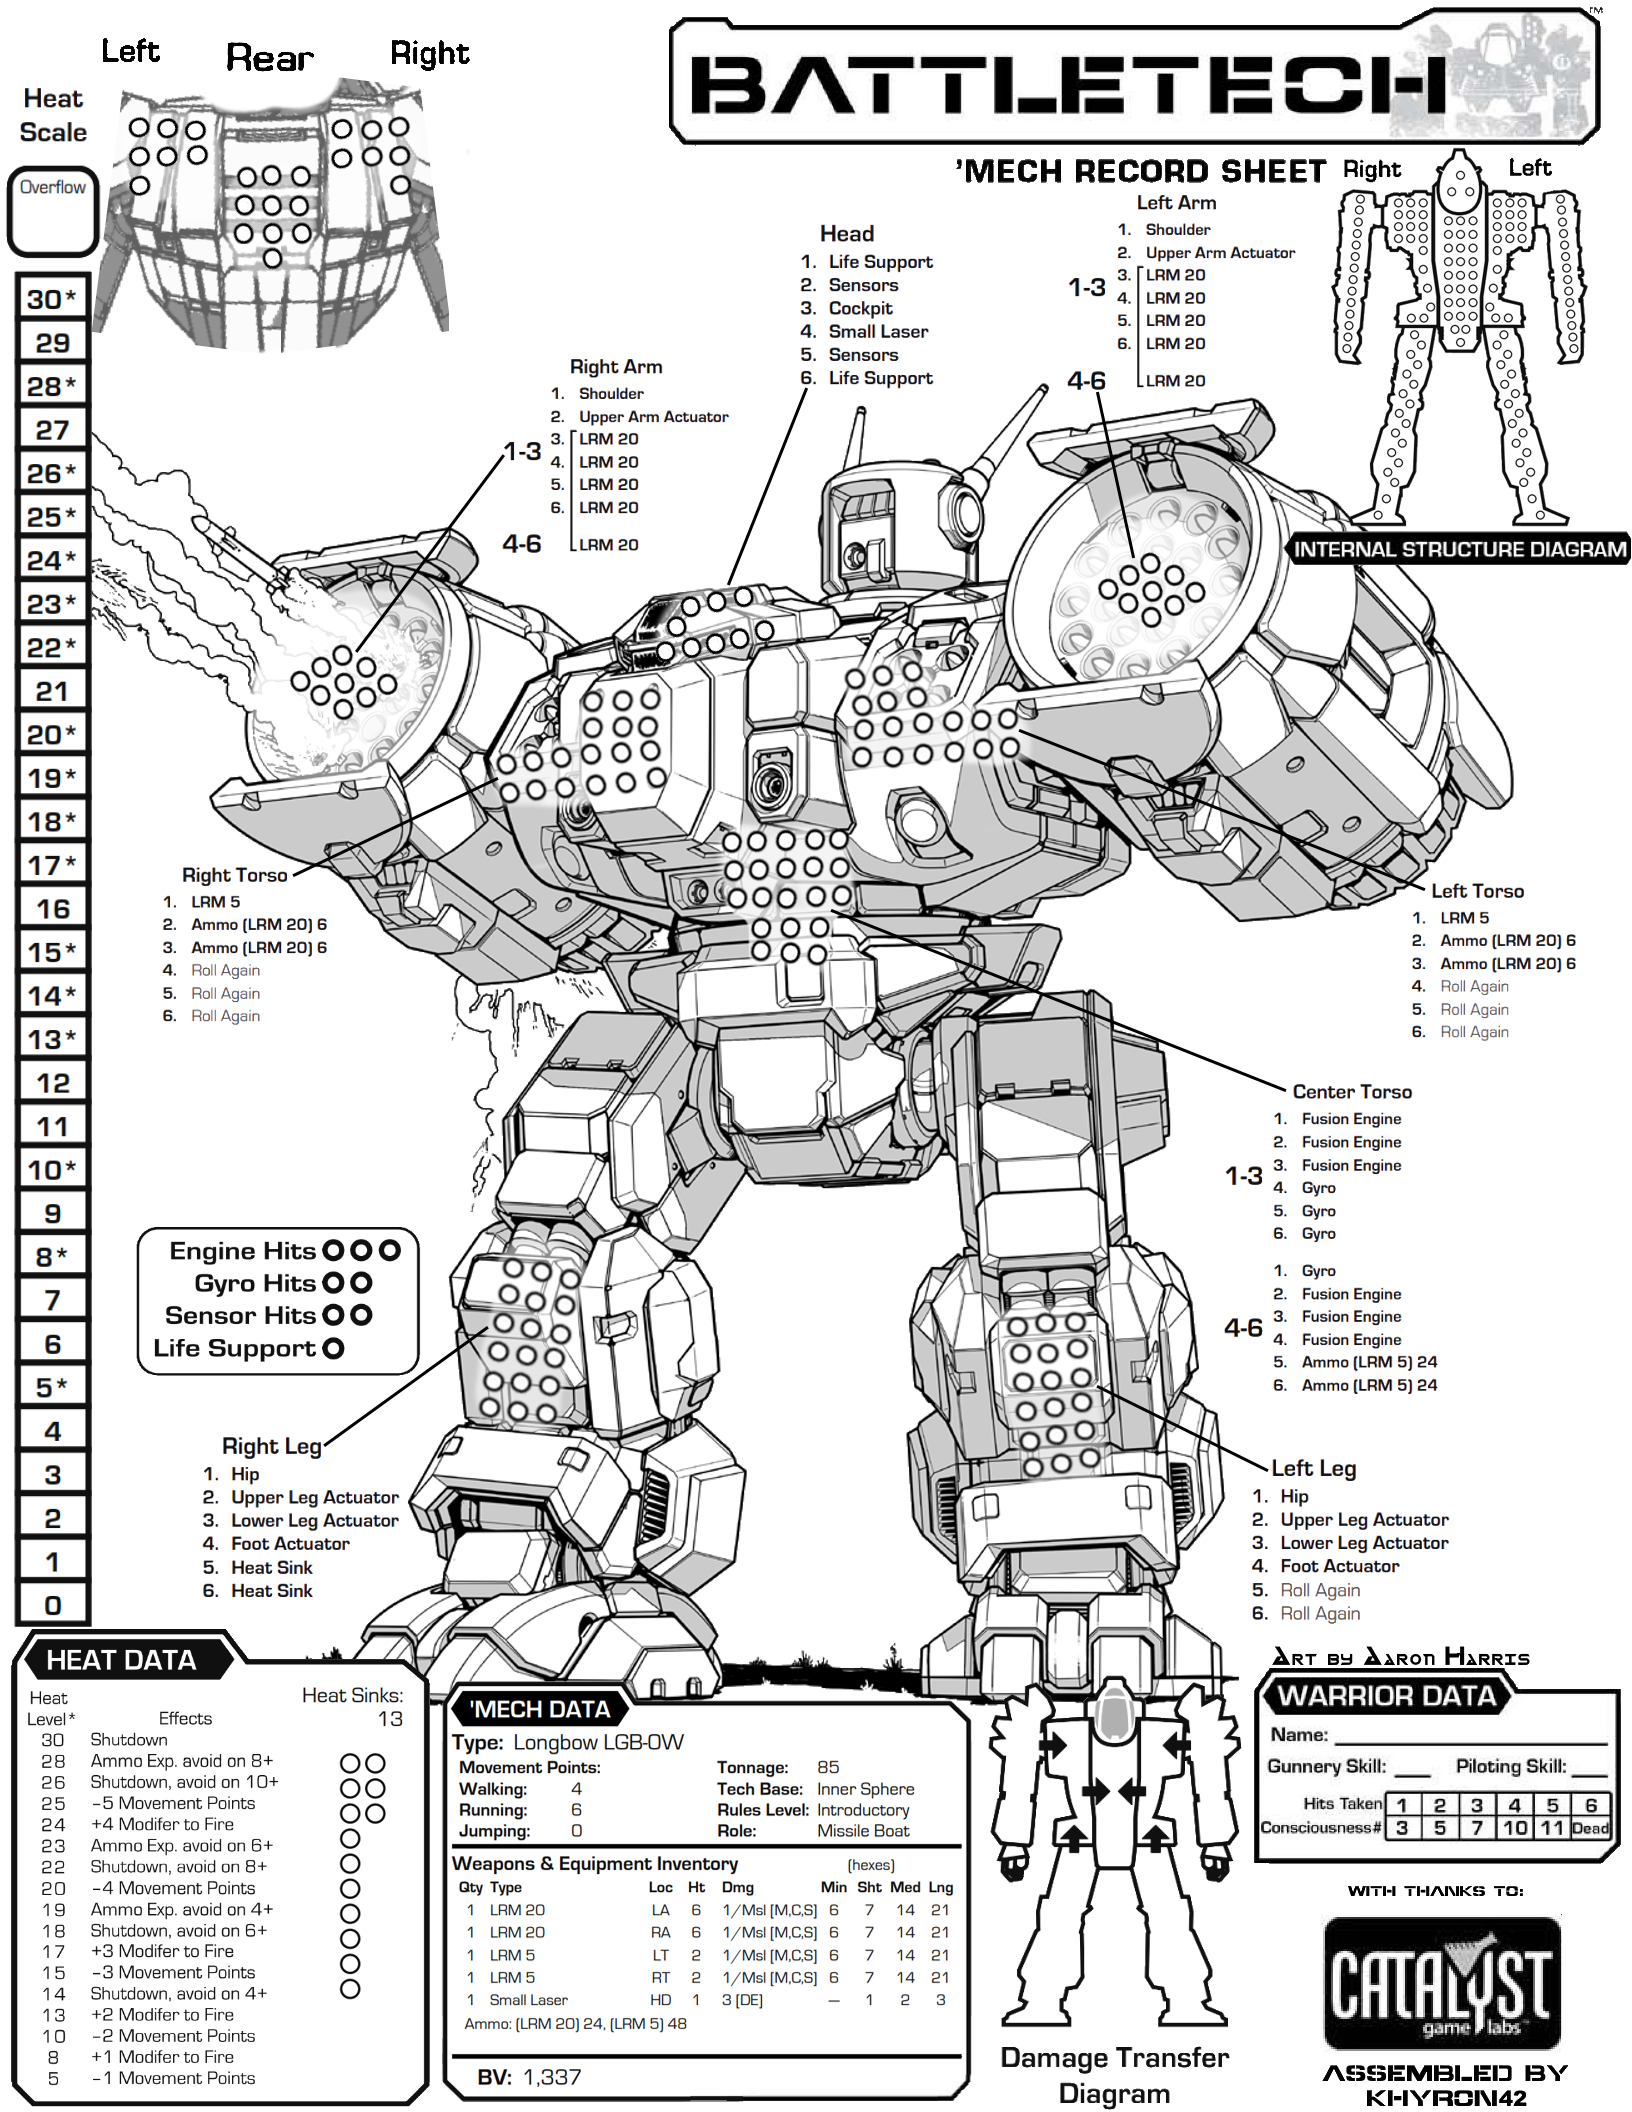 Left Rear Right
Heat
Scale
Overflow
30*
29
28*
27
26*
25*
24*
23*
22*
21
20*
19*
18*
17*
16
15*
14*
13*
12
11
10*
9
8*
7
6
5*
4
3
2
1
0
BATTLETECH
TM
'MECH RECORD SHEET
Right Left
INTERNAL STRUCTURE DIAGRAM
Head
1. Life Support
2. Sensors
3. Cockpit
4. Small Laser
5. Sensors
6. Life Support
Left Arm
1. Shoulder
2. Upper Arm Actuator
1-3
3. LRM 20
4. LRM 20
5. LRM 20
6. LRM 20
4-6
LRM 20
Right Arm
1. Shoulder
2. Upper Arm Actuator
1-3
3. LRM 20
4. LRM 20
5. LRM 20
6. LRM 20
4-6
LRM 20
Right Torso
1. LRM 5
2. Ammo (LRM 20) 6
3. Ammo (LRM 20) 6
4. Roll Again
5. Roll Again
6. Roll Again
Left Torso
1. LRM 5
2. Ammo (LRM 20) 6
3. Ammo (LRM 20) 6
4. Roll Again
5. Roll Again
6. Roll Again
Center Torso
1-3
1. Fusion Engine
2. Fusion Engine
3. Fusion Engine
4. Gyro
5. Gyro
6. Gyro
4-6
1. Gyro
2. Fusion Engine
3. Fusion Engine
4. Fusion Engine
5. Ammo (LRM 5) 24
6. Ammo (LRM 5) 24
Engine Hits
Gyro Hits
Sensor Hits
Life Support
Right Leg
1. Hip
2. Upper Leg Actuator
3. Lower Leg Actuator
4. Foot Actuator
5. Heat Sink
6. Heat Sink
Left Leg
1. Hip
2. Upper Leg Actuator
3. Lower Leg Actuator
4. Foot Actuator
5. Roll Again
6. Roll Again
HEAT DATA
Heat Sinks:
13
Heat
Level* Effects
30 Shutdown
28 Ammo Exp. avoid on 8+
26 Shutdown, avoid on 10+
25 -5 Movement Points
24 +4 Modifer to Fire
23 Ammo Exp. avoid on 6+
22 Shutdown, avoid on 8+
20 -4 Movement Points
19 Ammo Exp. avoid on 4+
18 Shutdown, avoid on 6+
17 +3 Modifer to Fire
15 -3 Movement Points
14 Shutdown, avoid on 4+
13 +2 Modifer to Fire
10 -2 Movement Points
8 +1 Modifer to Fire
5 -1 Movement Points
'MECH DATA
Type: Longbow LGB-0W
Movement Points: Tonnage: 85
Walking: 4 Tech Base: Inner Sphere
Running: 6 Rules Level: Introductory
Jumping: 0 Role: Missile Boat
Weapons & Equipment Inventory (hexes)
Qty Type Loc Ht Dmg Min Sht Med Lng
1 LRM 20 LA 6 1/Msl [M,C,S] 6 7 14 21
1 LRM 20 RA 6 1/Msl [M,C,S] 6 7 14 21
1 LRM 5 LT 2 1/Msl [M,C,S] 6 7 14 21
1 LRM 5 RT 2 1/Msl [M,C,S] 6 7 14 21
1 Small Laser HD 1 3 [DE] — 1 2 3
Ammo: (LRM 20) 24, (LRM 5) 48
BV: 1,337
Damage Transfer
Diagram
Art by Aaron Harris
WARRIOR DATA
Name:
Gunnery Skill: Piloting Skill:
Hits Taken 1 2 3 4 5 6
Consciousness# 3 5 7 10 11 Dead
WITH THANKS TO:
CATALYST
game labs
ASSEMBLED BY
KHYRON42